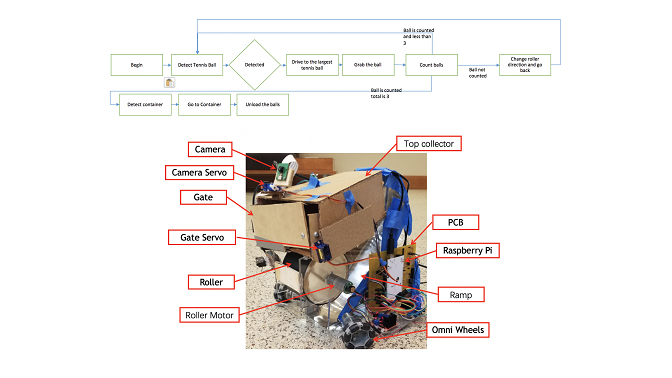 Ball is counted
and less than
3
Begin
Detect Tennis Ball
Detected
Drive to the largest
tennis ball
Grab the ball
Count balls
Ball not
counted
Change roller
direction and go
back
Ball is counted
total is 3
Detect container
Go to Container
Unload the balls
Camera
Top collector
Camera Servo
Gate
PCB
Gate Servo
Raspberry Pi
Roller
Ramp
Roller Motor
Omni Wheels